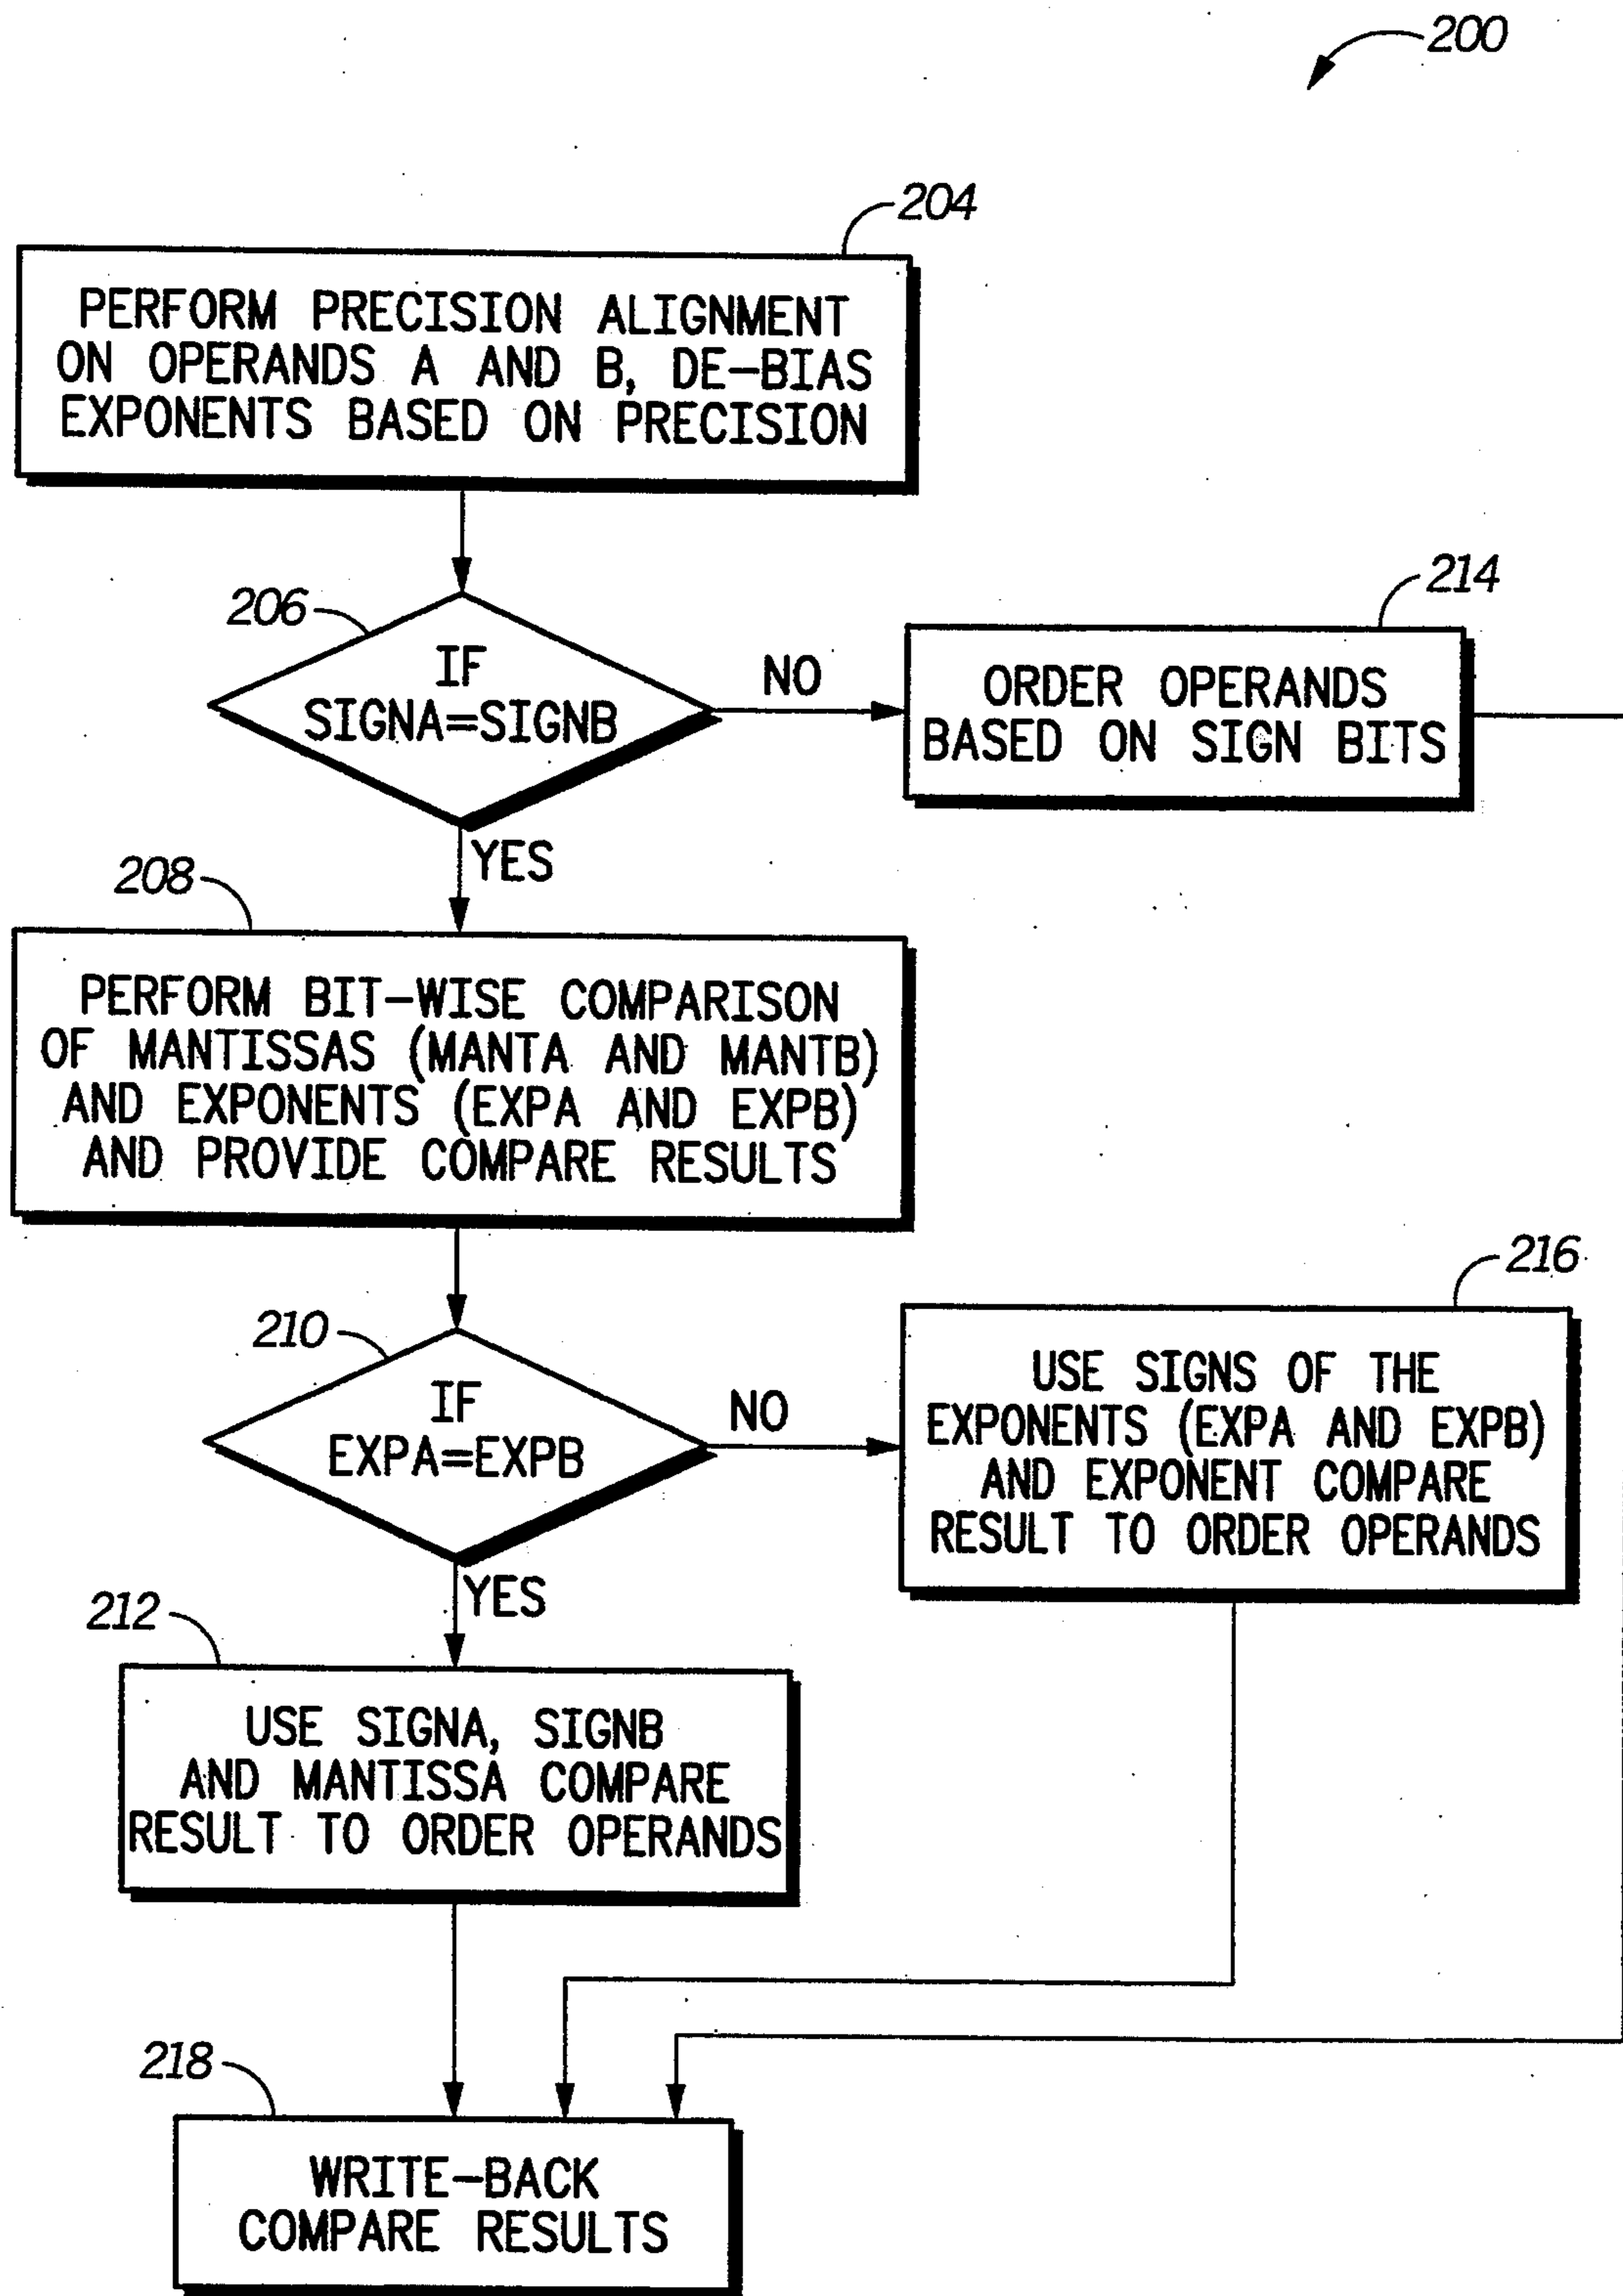 200
204
PERFORM PRECISION ALIGNMENT
ON OPERANDS A AND B, DE-BIAS
EXPONENTS BASED ON PRECISION
206
IF
SIGNA=SIGNB
NO
214
ORDER OPERANDS
BASED ON SIGN BITS
YES
208
PERFORM BIT-WISE COMPARISON
OF MANTISSAS (MANTA AND MANTB)
AND EXPONENTS (EXPA AND EXPB)
AND PROVIDE COMPARE RESULTS
210
IF
EXPA=EXPB
NO
216
USE SIGNS OF THE
EXPONENTS (EXPA AND EXPB)
AND EXPONENT COMPARE
RESULT TO ORDER OPERANDS
YES
212
USE SIGNA, SIGNB
AND MANTISSA COMPARE
RESULT TO ORDER OPERANDS
218
WRITE-BACK
COMPARE RESULTS